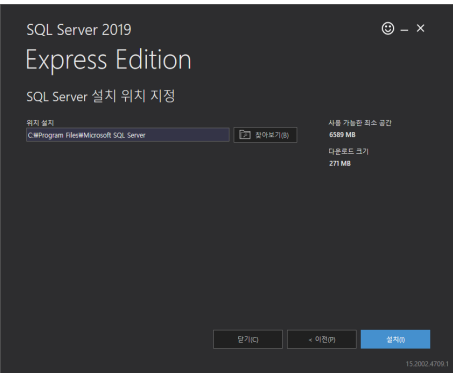 SQL Server 2019
Express Edition
SQL Server 설치 위치 지정
위치 설치
C:₩Program Files₩Microsoft SQL Server
찾아보기(B)
사용 가능한 최소 공간
6589 MB
다운로드 크기
271 MB
닫기(C)
< 이전(P)
설치(I)
15.2002.4709.1